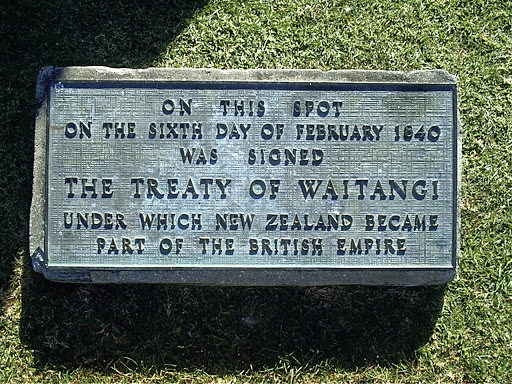 ON THIS SPOT
ON THE SIXTH DAY OF FEBRUARY 1840
WAS SIGNED
THE TREATY OF WAITANGI
UNDER WHICH NEW ZEALAND BECAME
PART OF THE BRITISH EMPIRE